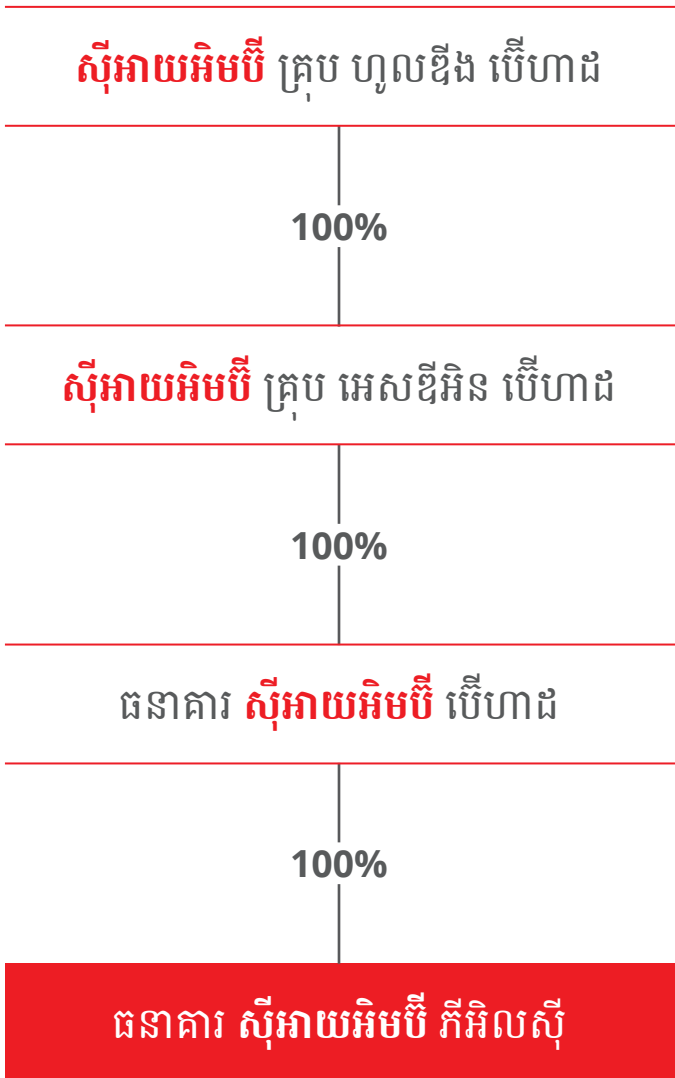 ស៊ីអាយអិមប៊ី គ្រុប ហូលឌីង ប៊ើហាដ
100%
ស៊ីអាយអិមប៊ី គ្រុប អេសឌីអិន ប៊ើហាដ
100%
ធនាគារ ស៊ីអាយអិមប៊ី ប៊ើហាដ
100%
ធនាគារ ស៊ីអាយអិមប៊ី ភីអិលស៊ី